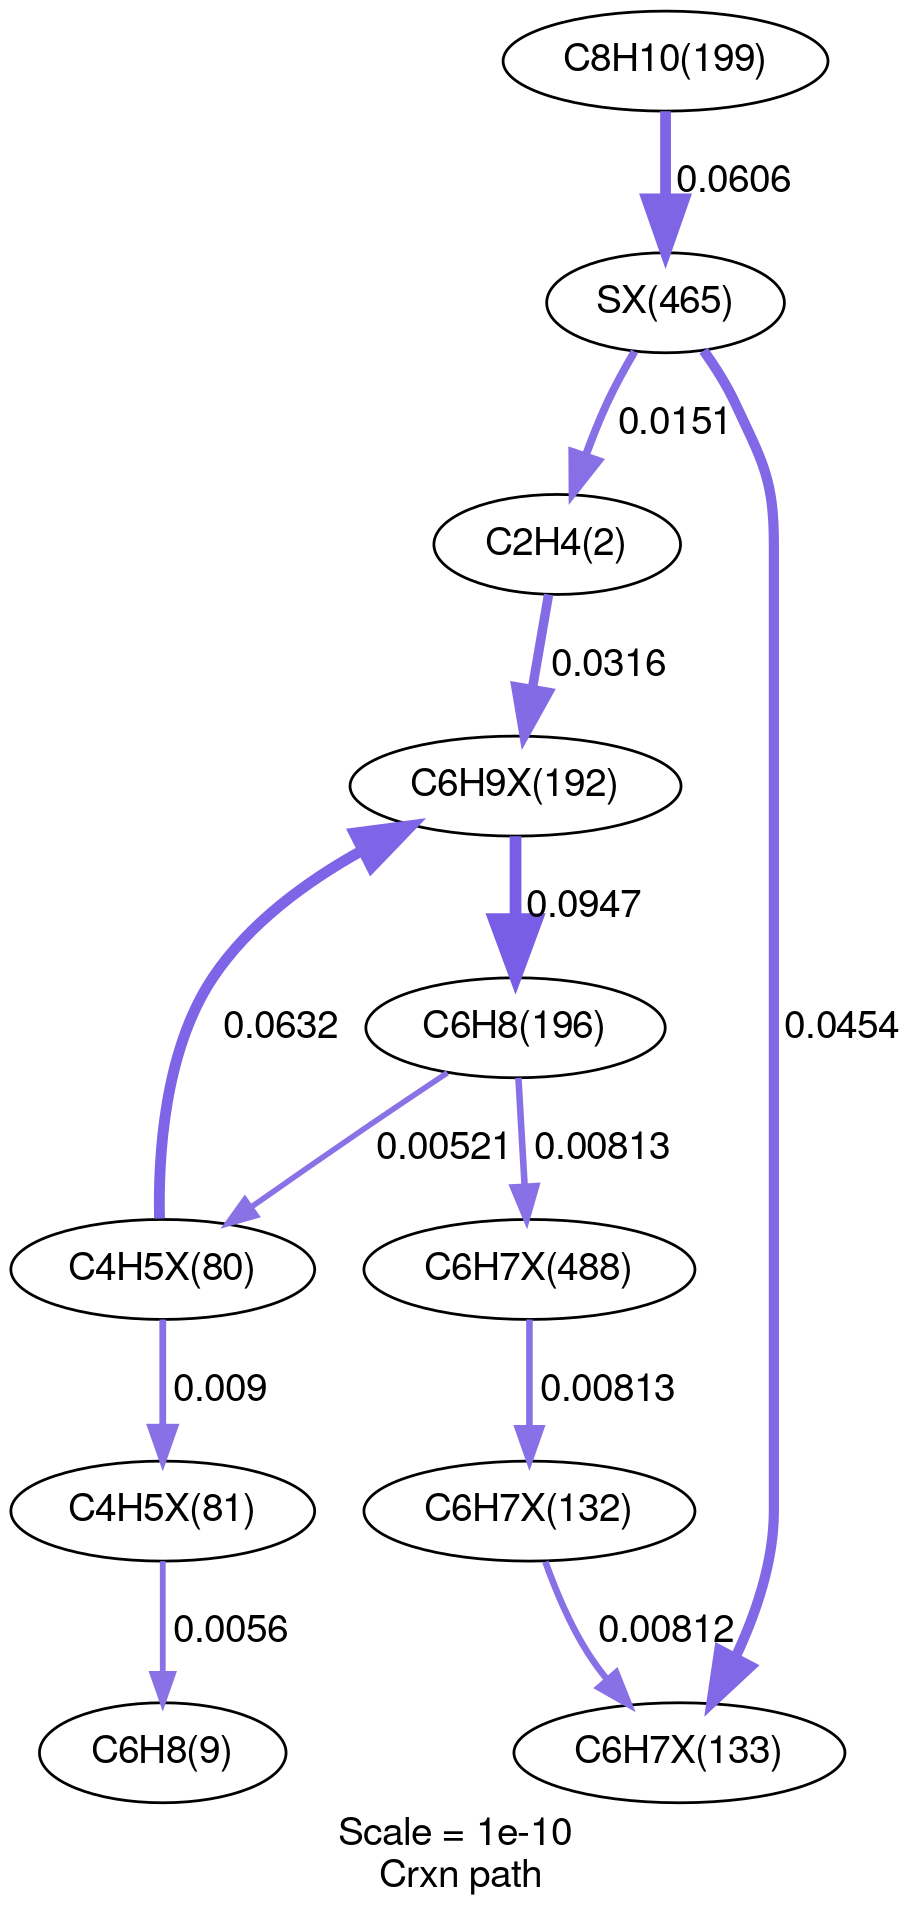 C8H10(199)
0.0606
SX(465)
0.0151
C2H4(2)
0.0316
C6H9X(192)
0.0947
C6H8(196)
0.0632
0.0454
0.00521
0.00813
C4H5X(80)
C6H7X(488)
0.009
0.00813
C4H5X(81)
C6H7X(132)
0.0056
0.00812
C6H8(9)
C6H7X(133)
Scale = 1e-10
Crxn path